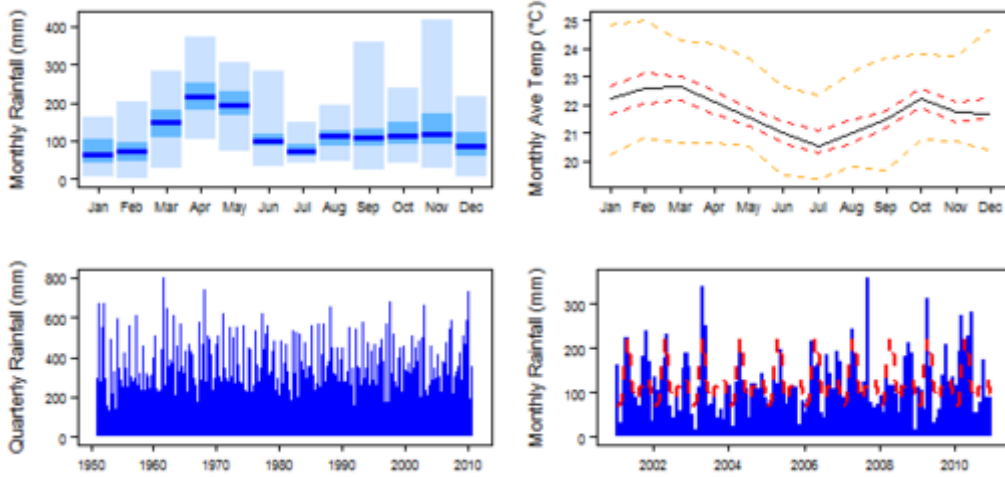 Monthly Rainfall (mm)
400
300
200
100
0
Jan Feb Mar Apr May Jun Jul Aug Sep Oct Nov Dec
Monthly Ave Temp (°C)
25
24
23
22
21
20
Jan Feb Mar Apr May Jun Jul Aug Sep Oct Nov Dec
Quarterly Rainfall (mm)
800
600
400
200
0
1950 1960 1970 1980 1990 2000 2010
Monthly Rainfall (mm)
300
200
100
0
2002 2004 2006 2008 2010